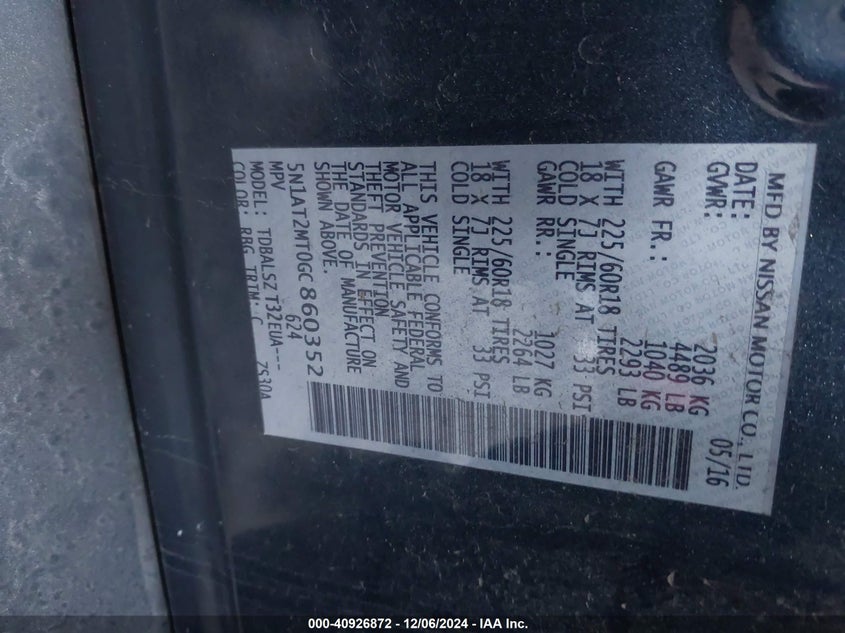 MFD BY NISSAN MOTOR CO., LTD.
DATE: 05/16
GVWR: 2036 KG
4489 LB
GAWR FR.: 1040 KG
2293 LB
WITH 225/60R18 TIRES
18 X 7J RIMS AT 33 PSI
COLD SINGLE
GAWR RR.: 1027 KG
2264 LB
WITH 225/60R18 TIRES
18 X 7J RIMS AT 33 PSI
COLD SINGLE
THIS VEHICLE CONFORMS TO
ALL APPLICABLE FEDERAL
MOTOR VEHICLE SAFETY AND
THEFT PREVENTION
STANDARDS IN EFFECT ON
THE DATE OF MANUFACTURE
SHOWN ABOVE.
5N1AT2MT0GC860352
MPV 624
MODEL: TDBALSZ T32EUA---
COLOR: RBG TRIM: C ZS30A
000-40926872 - 12/06/2024 - IAA Inc.